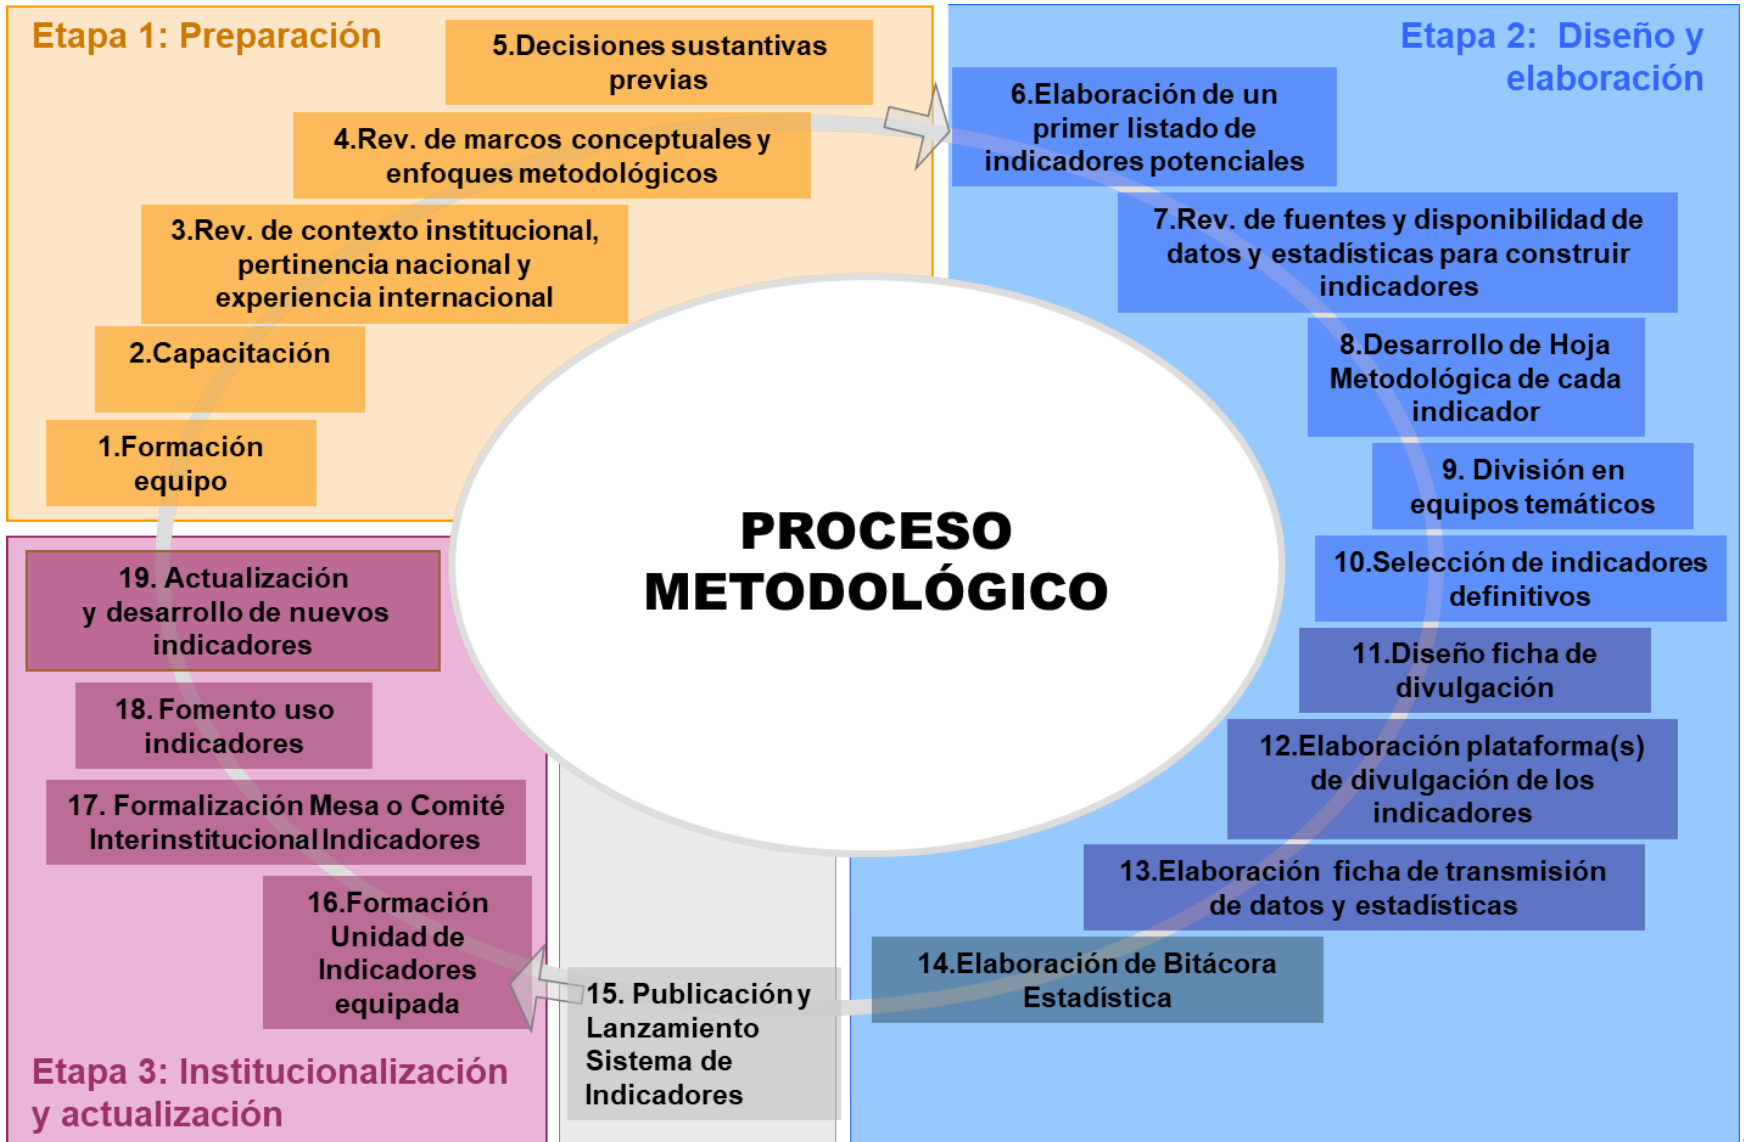 Etapa 1: Preparación
5.Decisiones sustantivas
previas
4.Rev. de marcos conceptuales y
enfoques metodológicos
3.Rev. de contexto institucional,
pertinencia nacional y
experiencia internacional
2.Capacitación
1.Formación
equipo
Etapa 2: Diseño y
elaboración
6.Elaboración de un
primer listado de
indicadores potenciales
7.Rev. de fuentes y disponibilidad de
datos y estadísticas para construir
indicadores
8.Desarrollo de Hoja
Metodológica de cada
indicador
9. División en
equipos temáticos
10.Selección de indicadores
definitivos
11.Diseño ficha de
divulgación
12.Elaboración plataforma(s)
de divulgación de los
indicadores
13.Elaboración ficha de transmisión
de datos y estadísticas
14.Elaboración de Bitácora
Estadística
PROCESO
METODOLÓGICO
15. Publicación y
Lanzamiento
Sistema de
Indicadores
19. Actualización
y desarrollo de nuevos
indicadores
18. Fomento uso
indicadores
17. Formalización Mesa o Comité
Interinstitucional Indicadores
16.Formación
Unidad de
Indicadores
equipada
Etapa 3: Institucionalización
y actualización